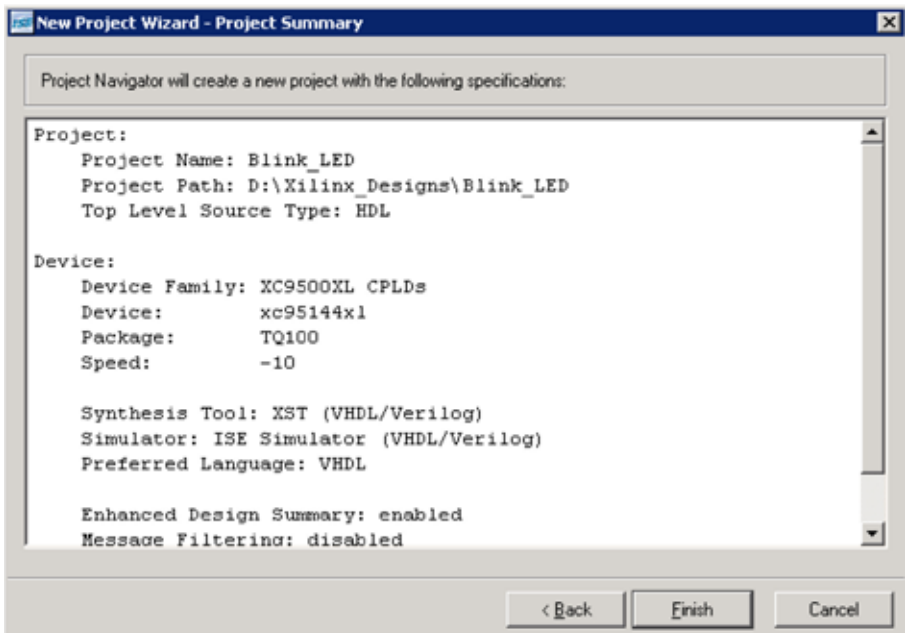 ISE New Project Wizard - Project Summary
Project Navigator will create a new project with the following specifications:
Project:
Project Name: Blink_LED
Project Path: D:\Xilinx_Designs\Blink_LED
Top Level Source Type: HDL
Device:
Device Family: XC9500XL CPLDs
Device: xc95144xl
Package: TQ100
Speed: -10
Synthesis Tool: XST (VHDL/Verilog)
Simulator: ISE Simulator (VHDL/Verilog)
Preferred Language: VHDL
Enhanced Design Summary: enabled
Message Filtering: disabled
< Back Finish Cancel